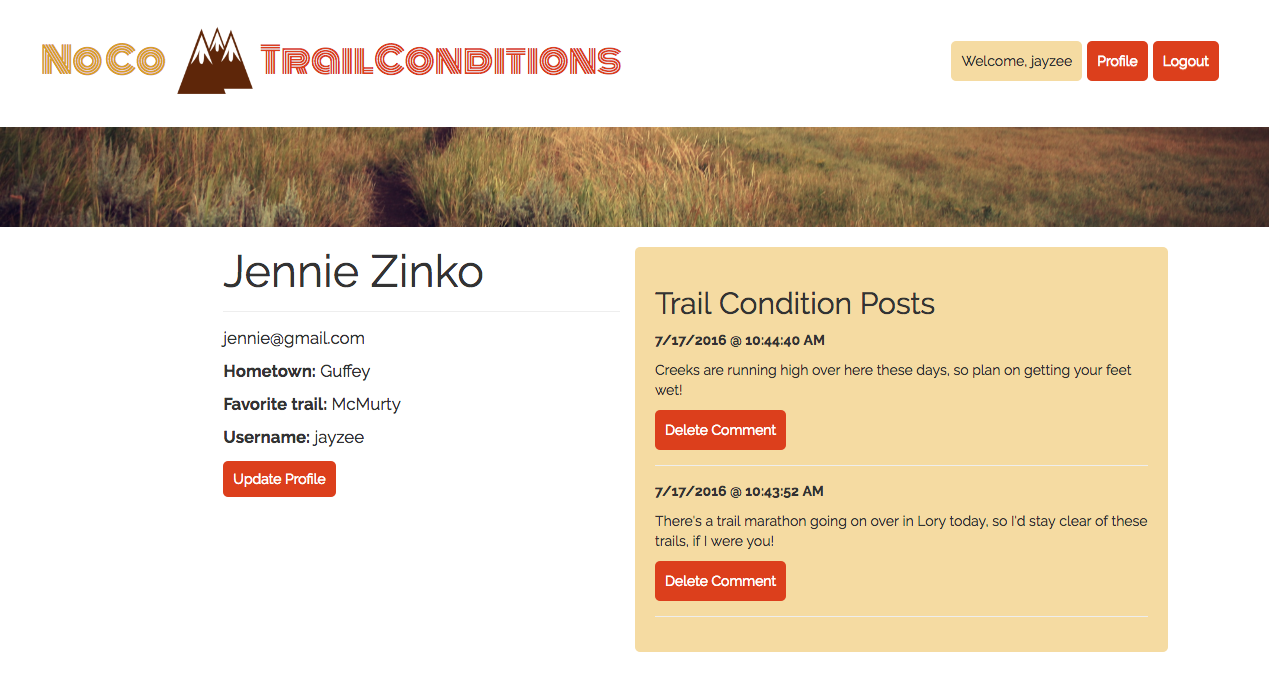 NoCo TrailConditions
Welcome, jayzee
Profile
Logout
Jennie Zinko
jennie@gmail.com
Hometown: Guffey
Favorite trail: McMurty
Username: jayzee
Update Profile
Trail Condition Posts
7/17/2016 @ 10:44:40 AM
Creeks are running high over here these days, so plan on getting your feet
wet!
Delete Comment
7/17/2016 @ 10:43:52 AM
There's a trail marathon going on over in Lory today, so I'd stay clear of these
trails, if I were you!
Delete Comment